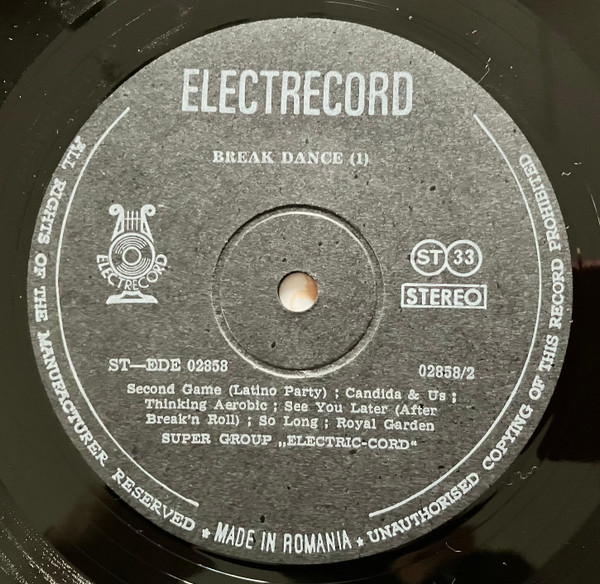 ELECTRECORD
BREAK DANCE (1)
ELECTRECORD
ST 33
STEREO
ST—EDE 02858
02858/2
Second Game (Latino Party) ; Candida & Us ;
Thinking Aerobic ; See You Later (After
Break'n Roll) ; So Long ; Royal Garden
SUPER GROUP „ELECTRIC-CORD“
ALL RIGHTS OF THE MANUFACTURER RESERVED ★ MADE IN ROMANIA ★ UNAUTHORISED COPYING OF THIS RECORD PROHIBITED